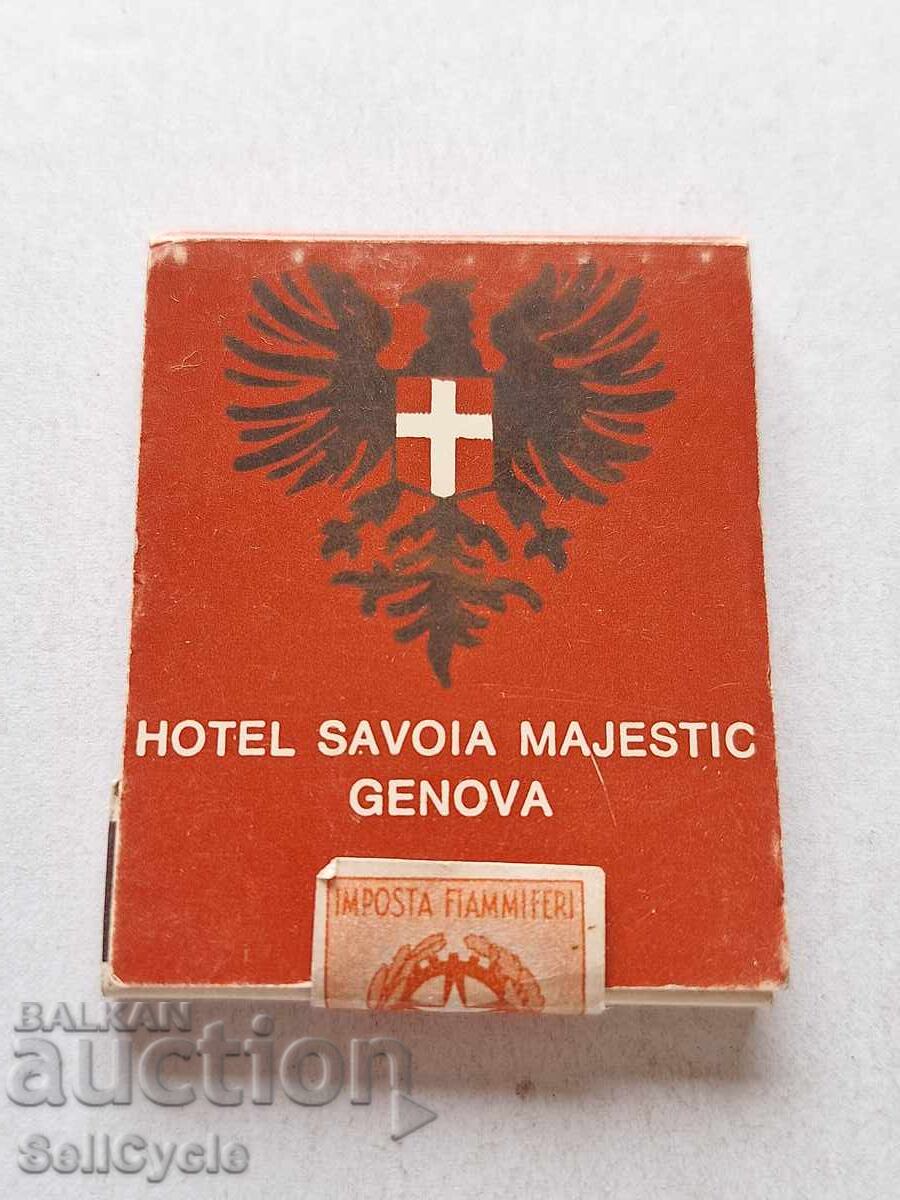 HOTEL SAVOIA MAJESTIC
GENOVA
IMPOSTA FIAMMIFERI
BALKAN
auction
SellCycle